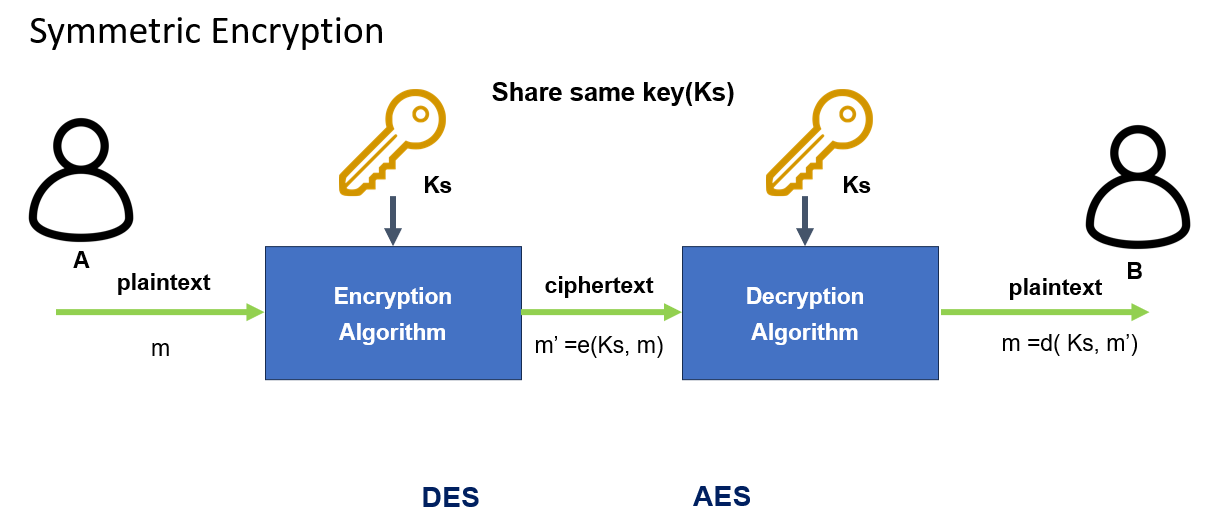 Symmetric Encryption
Share same key(Ks)
Ks
Ks
A
B
plaintext
Encryption
Algorithm
ciphertext
Decryption
Algorithm
plaintext
m
m’ =e(Ks, m)
m =d( Ks, m’)
DES
AES